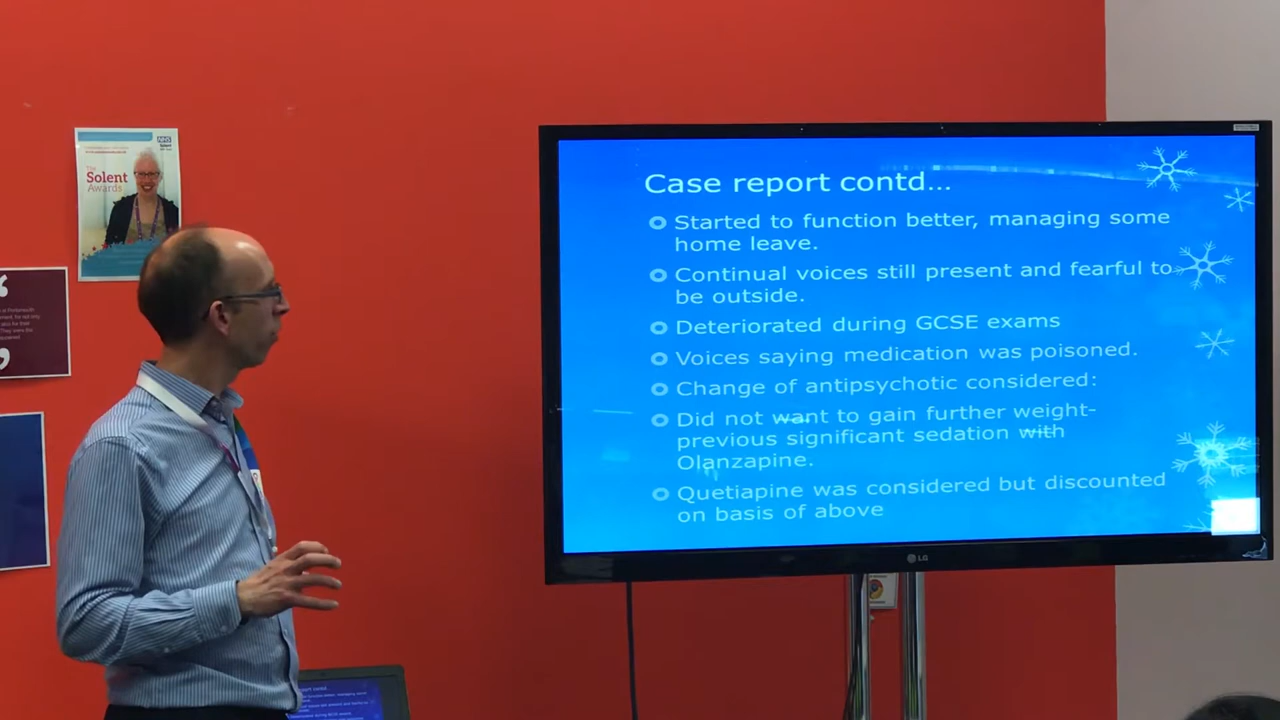 NHS
Solent
The
Solent
Awards
Case report contd...
Started to function better, managing some
home leave.
Continual voices still present and fearful to
be outside.
Deteriorated during GCSE exams
Voices saying medication was poisoned.
Change of antipsychotic considered:
Did not want to gain further weight-
previous significant sedation with
Olanzapine.
Quetiapine was considered but discounted
on basis of above
LG